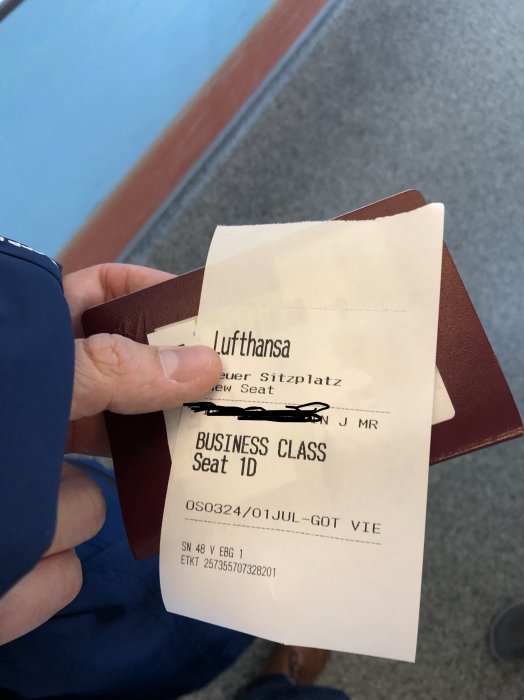 Lufthansa
euer Sitzplatz
ew Seat
N J MR
BUSINESS CLASS
Seat 1D
OS0324/01JUL-GOT VIE
SN 48 V EBG 1
ETKT 257355707328201